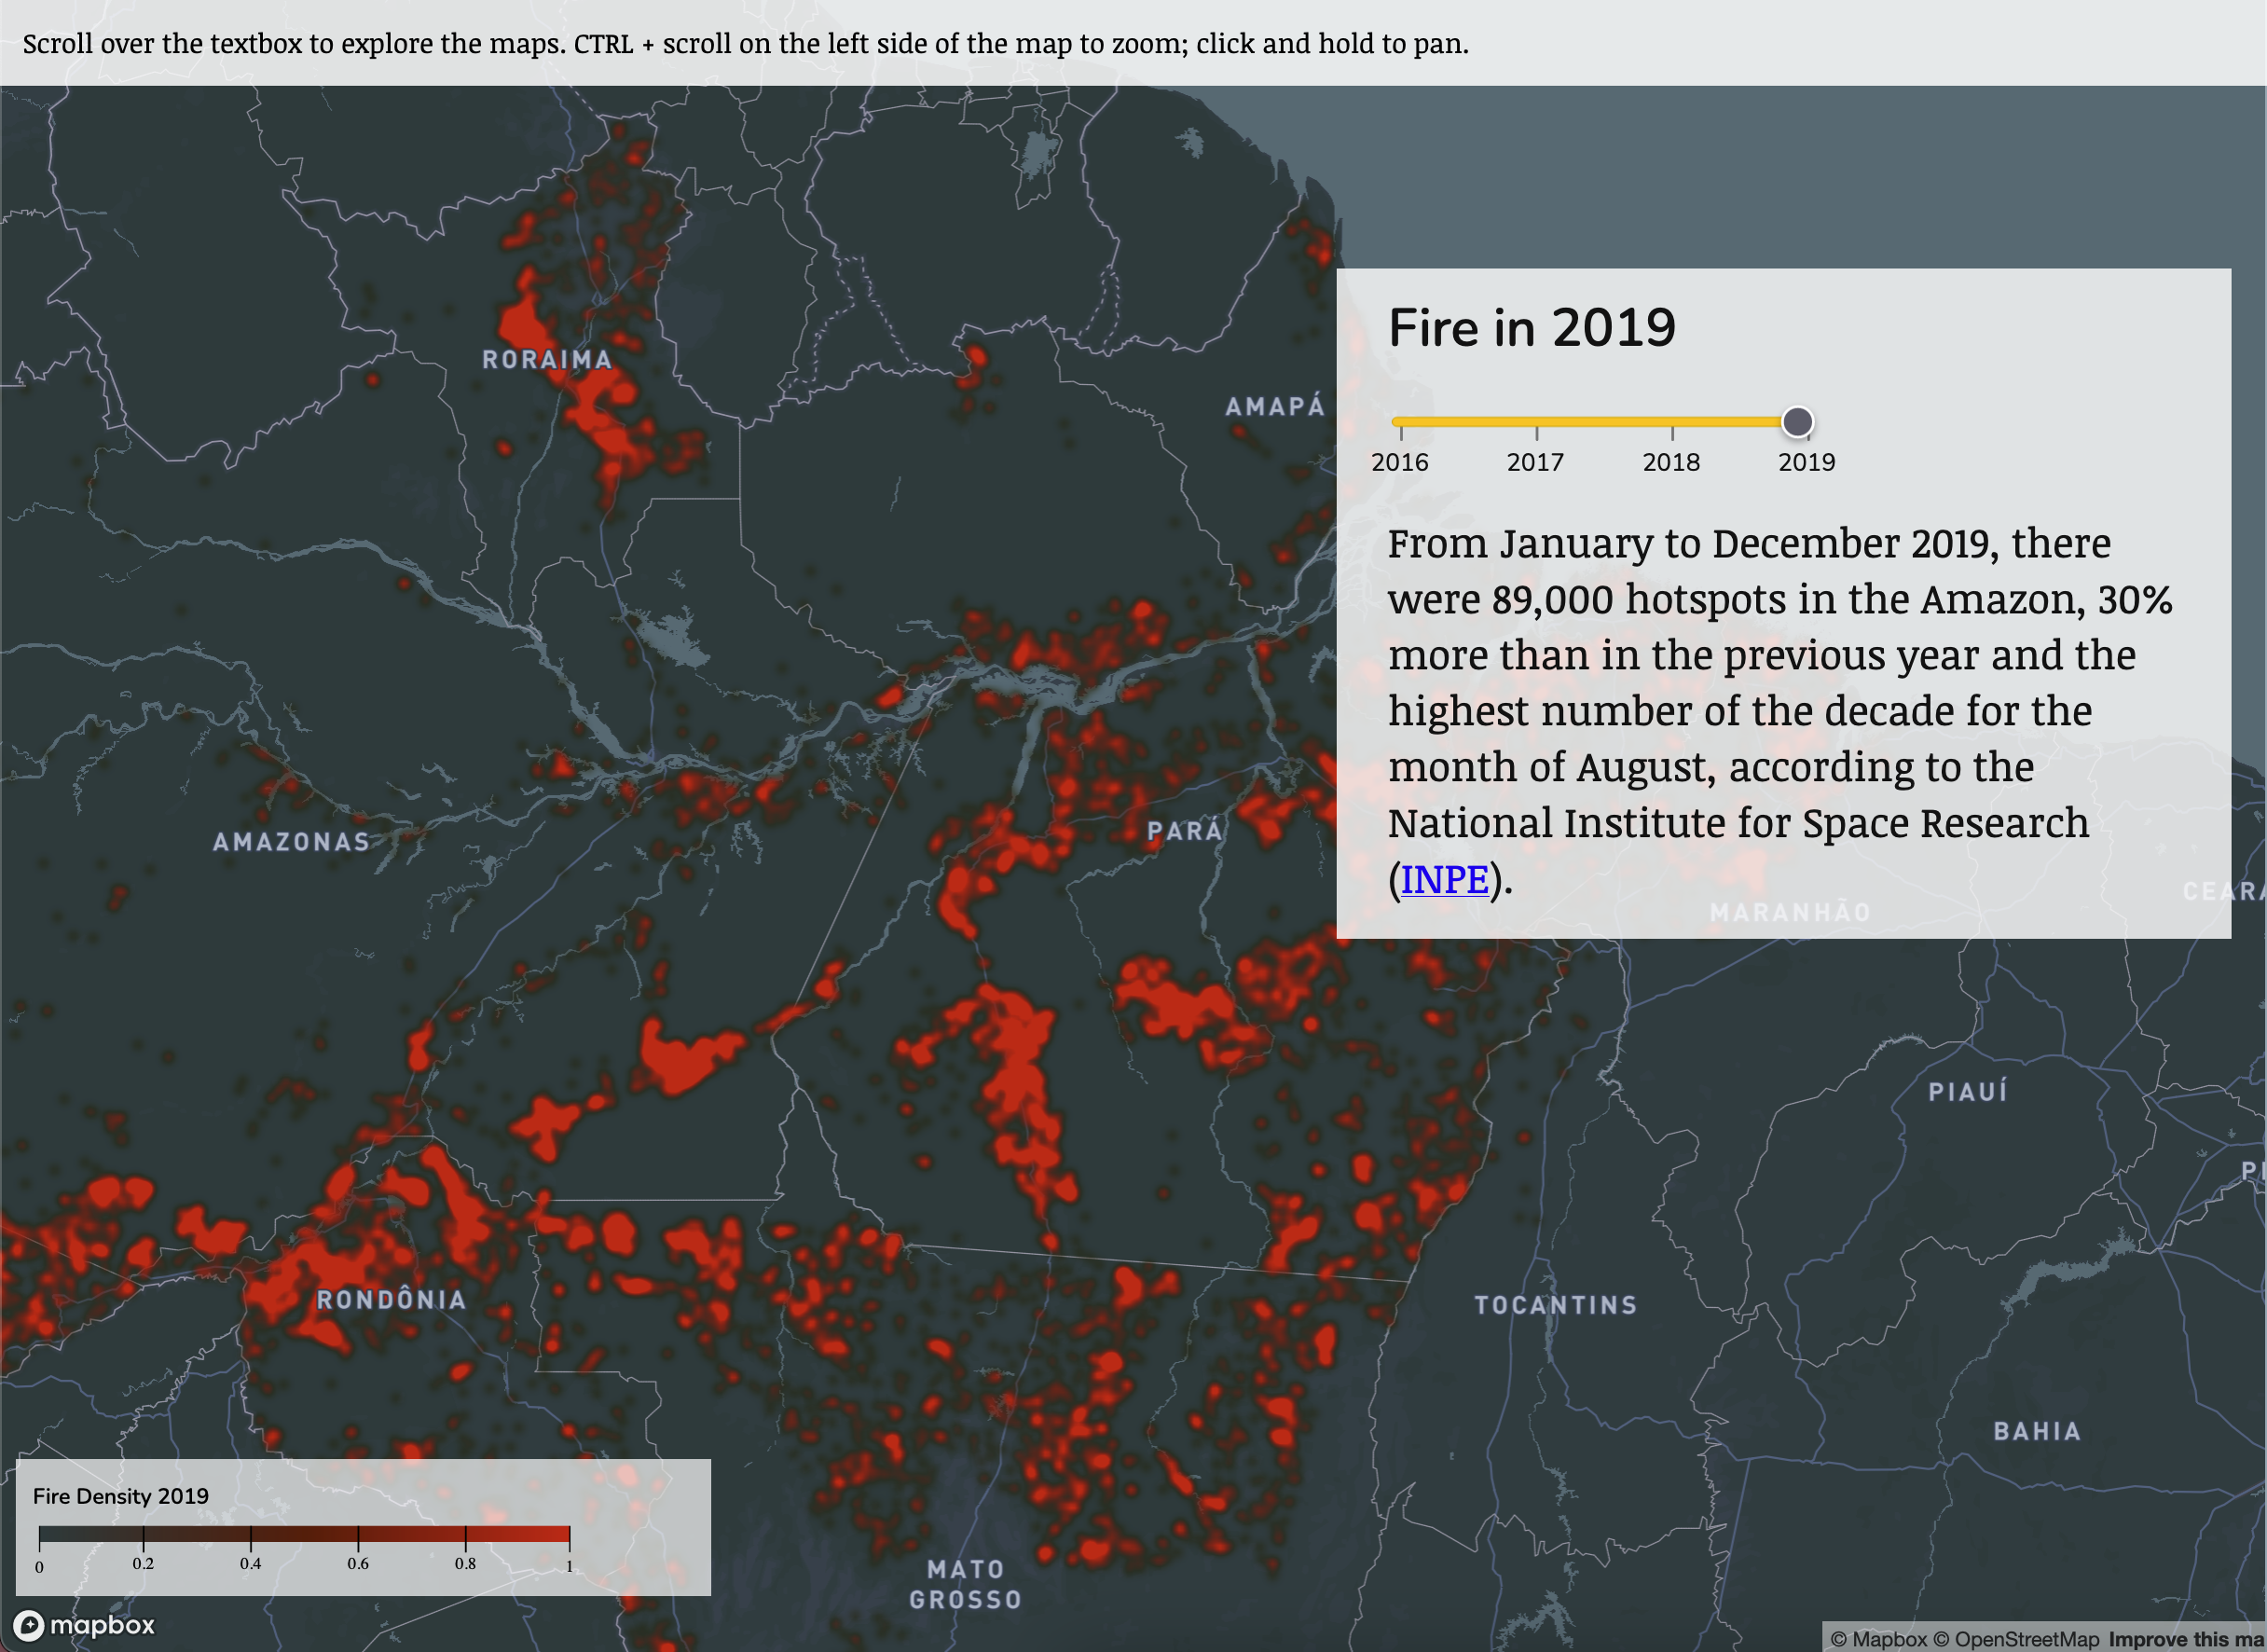 Scroll over the textbox to explore the maps. CTRL + scroll on the left side of the map to zoom; click and hold to pan.
RORAIMA
AMAPÁ
Fire in 2019
2016 2017 2018 2019
From January to December 2019, there
were 89,000 hotspots in the Amazon, 30%
more than in the previous year and the
highest number of the decade for the
month of August, according to the
National Institute for Space Research
(INPE).
AMAZONAS
PARÁ
MARANHÃO
CEARÁ
PIAUÍ
RONDÔNIA
TOCANTINS
BAHIA
MATO
GROSSO
Fire Density 2019
0 0.2 0.4 0.6 0.8 1
mapbox
© Mapbox © OpenStreetMap Improve this ma